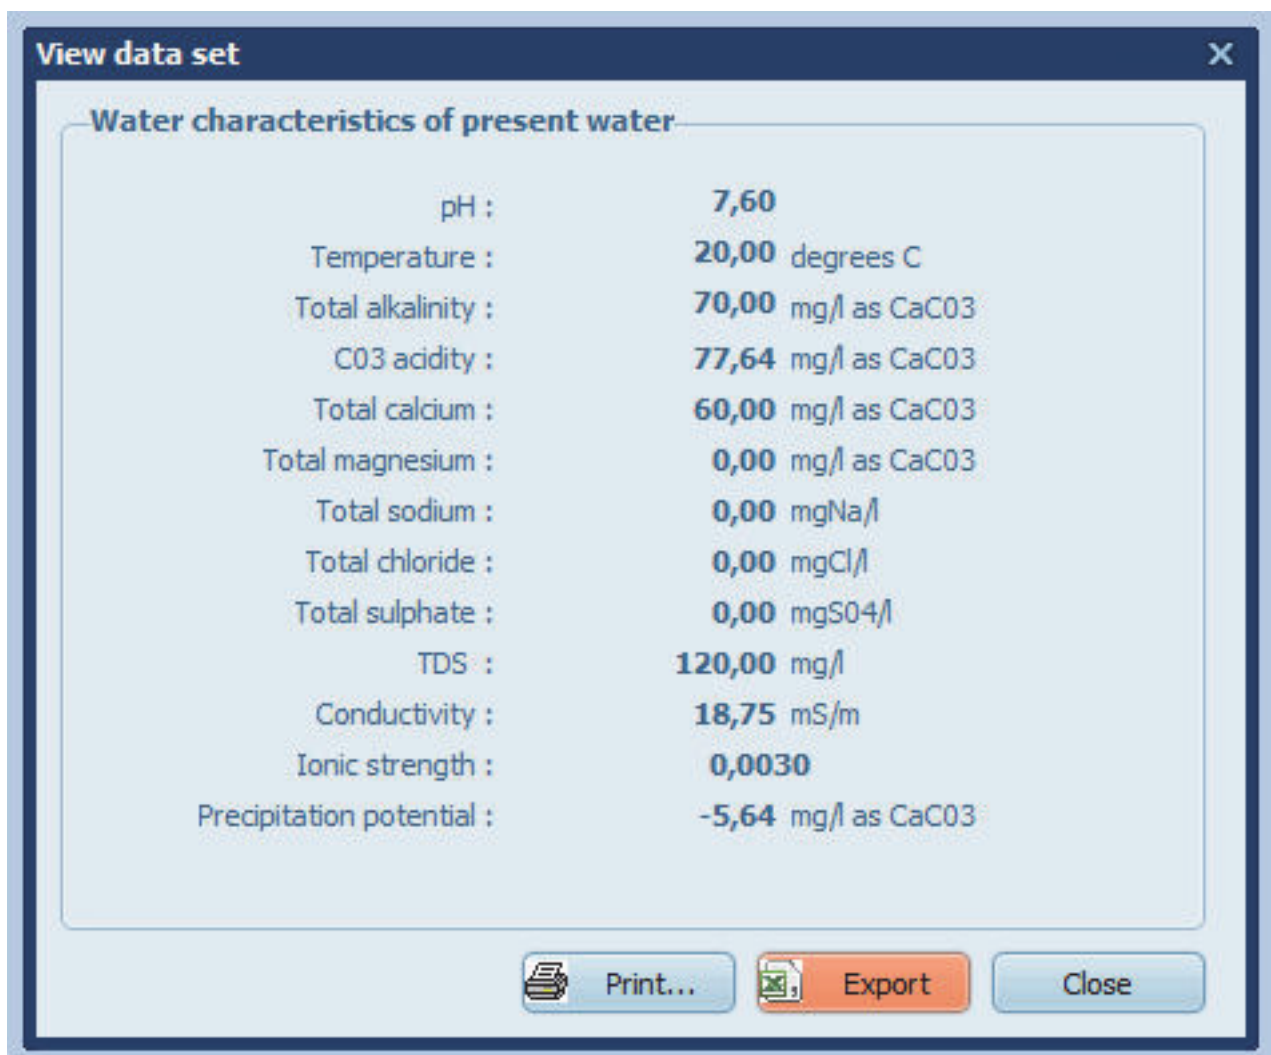 View data set
Water characteristics of present water
pH : 7,60
Temperature : 20,00 degrees C
Total alkalinity : 70,00 mg/l as CaC03
C03 acidity : 77,64 mg/l as CaC03
Total calcium : 60,00 mg/l as CaC03
Total magnesium : 0,00 mg/l as CaC03
Total sodium : 0,00 mgNa/l
Total chloride : 0,00 mgCl/l
Total sulphate : 0,00 mgS04/l
TDS : 120,00 mg/l
Conductivity : 18,75 mS/m
Ionic strength : 0,0030
Precipitation potential : -5,64 mg/l as CaC03
Print... Export Close